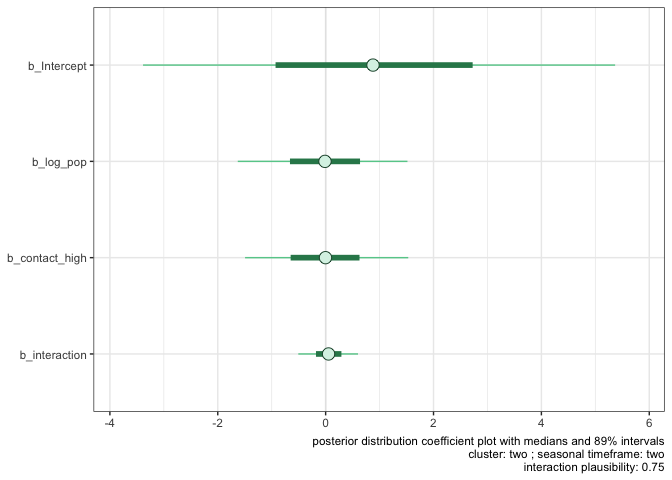 b_Intercept
b_log_pop
b_contact_high
b_interaction
-4 -2 0 2 4 6
posterior distribution coefficient plot with medians and 89% intervals
cluster: two ; seasonal timeframe: two
interaction plausibility: 0.75